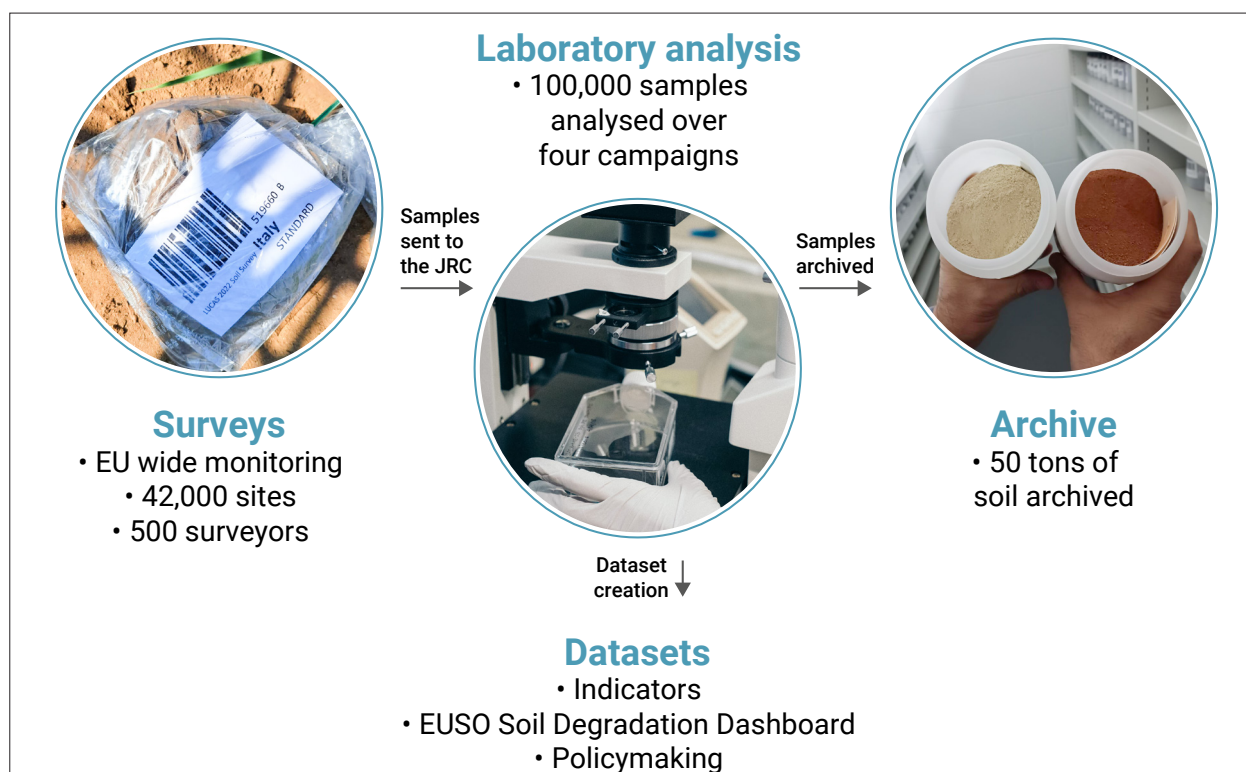 Laboratory analysis
• 100,000 samples
analysed over
four campaigns
519660 B
Italy
STANDARD
LUCAS 2022 Soil Survey
Samples
sent to
the JRC
Samples
archived
Surveys
• EU wide monitoring
• 42,000 sites
• 500 surveyors
Archive
• 50 tons of
soil archived
Dataset
creation
Datasets
• Indicators
• EUSO Soil Degradation Dashboard
• Policymaking